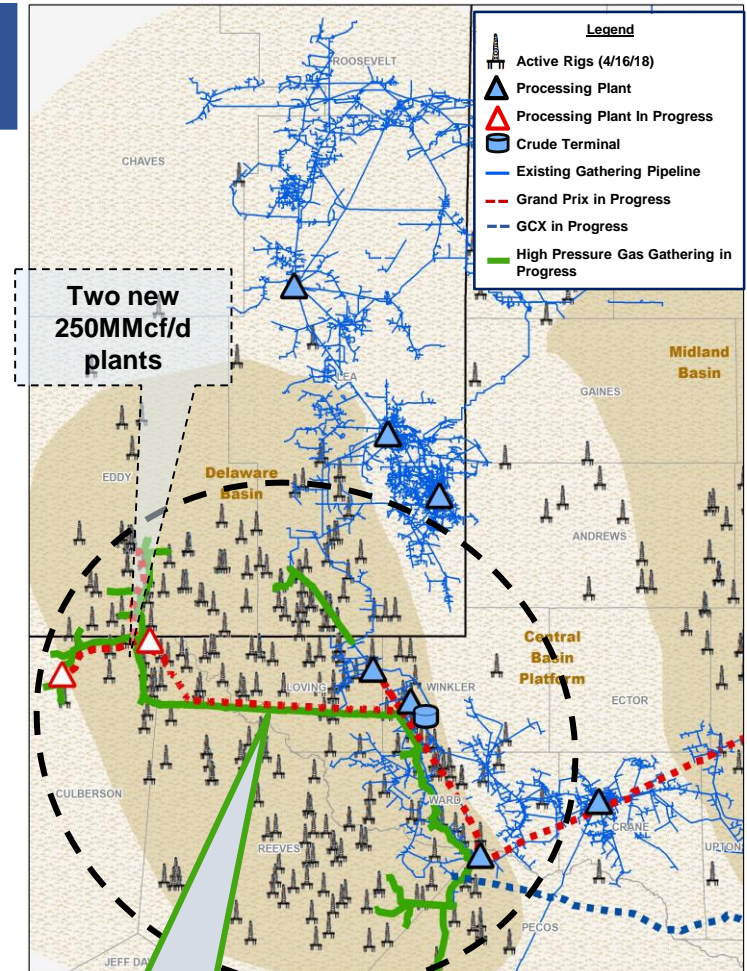 Legend
Active Rigs (4/16/18)
Processing Plant
Processing Plant In Progress
Crude Terminal
Existing Gathering Pipeline
Grand Prix in Progress
GCX in Progress
High Pressure Gas Gathering in
Progress
ROOSEVELT
CHAVES
Two new
250MMcf/d
plants
LEA
Midland
Basin
GAINES
EDDY
Delaware
Basin
ANDREWS
Central
Basin
Platform
LOVING
WINKLER
ECTOR
CULBERSON
WARD
CRANE
UPTON
REEVES
PECOS
JEFF DA